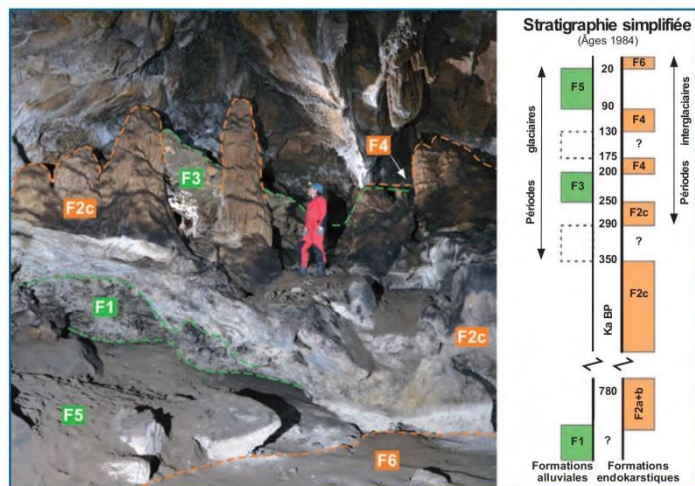 F4
F3
F2c
F1
F2c
F5
F6
Stratigraphie simplifiée
(Âges 1984)
F6
20
F5
90
F4
130
?
175
F4
200
F3
250
F2c
290
?
350
F2c
Ka BP
780
F2a+b
F1
?
Périodes glaciaires
Périodes interglaciaires
Formations Formations
alluviales endokarstiques